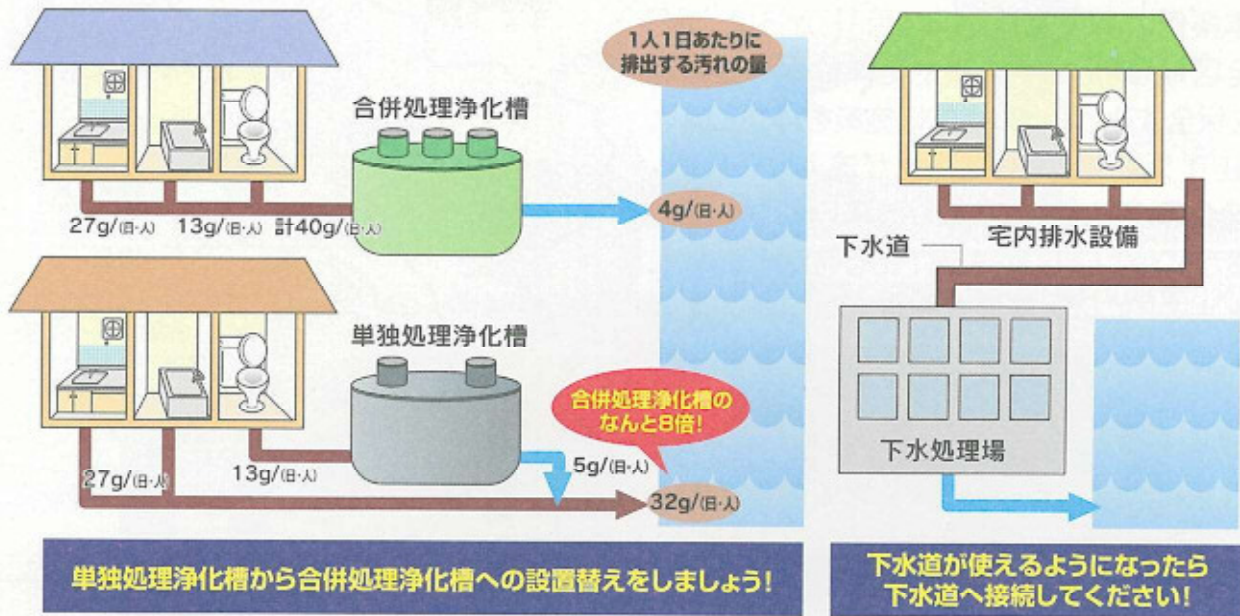 1人1日あたりに
排出する汚れの量
合併処理浄化槽
27g/(日・人)
13g/(日・人)
計40g/(日・人)
4g/(日・人)
単独処理浄化槽
合併処理浄化槽の
なんと8倍!
27g/(日・人)
13g/(日・人)
5g/(日・人)
32g/(日・人)
単独処理浄化槽から合併処理浄化槽への設置替えをしましょう!
宅内排水設備
下水道
下水処理場
下水道が使えるようになったら
下水道へ接続してください!